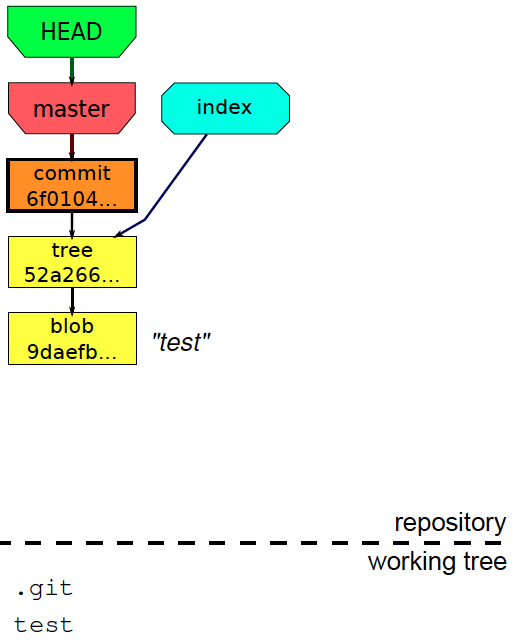 HEAD
master
index
commit
6f0104...
tree
52a266...
blob
9daefb...
"test"
repository
working tree
.git
test